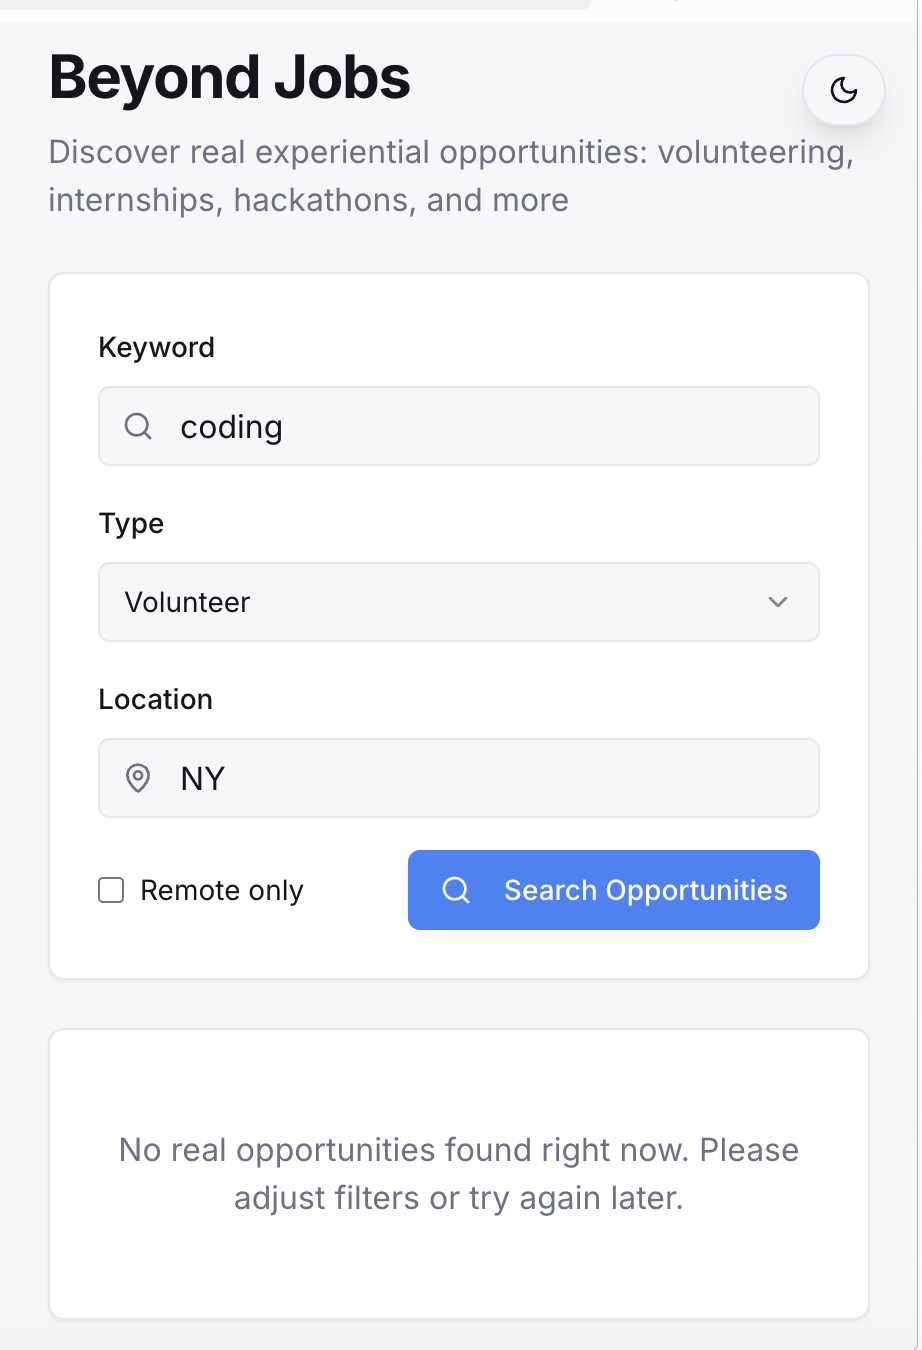 Beyond Jobs
Discover real experiential opportunities: volunteering,
internships, hackathons, and more
Keyword
coding
Type
Volunteer
Location
NY
Remote only
Search Opportunities
No real opportunities found right now. Please
adjust filters or try again later.